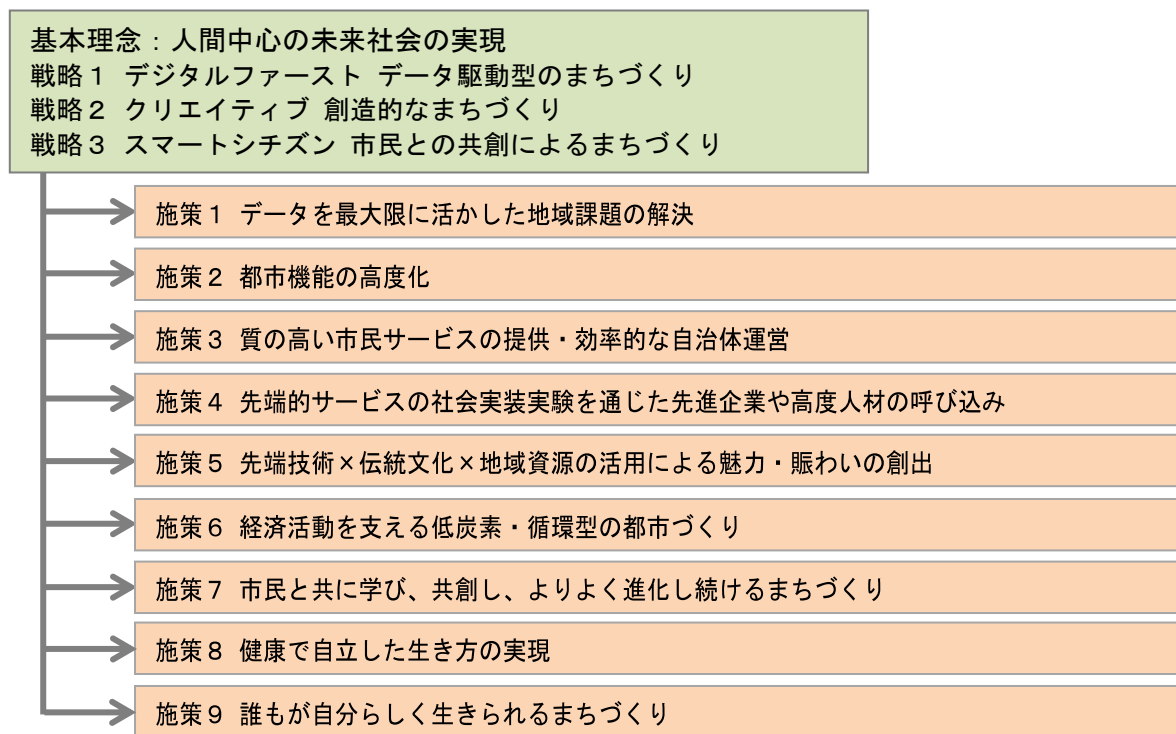 基本理念：人間中心の未来社会の実現
戦略１ デジタルファースト データ駆動型のまちづくり
戦略２ クリエイティブ 創造的なまちづくり
戦略３ スマートシチズン 市民との共創によるまちづくり
施策１ データを最大限に活かした地域課題の解決
施策２ 都市機能の高度化
施策３ 質の高い市民サービスの提供・効率的な自治体運営
施策４ 先端的サービスの社会実装実験を通じた先進企業や高度人材の呼び込み
施策５ 先端技術×伝統文化×地域資源の活用による魅力・賑わいの創出
施策６ 経済活動を支える低炭素・循環型の都市づくり
施策７ 市民と共に学び、共創し、よりよく進化し続けるまちづくり
施策８ 健康で自立した生き方の実現
施策９ 誰もが自分らしく生きられるまちづくり